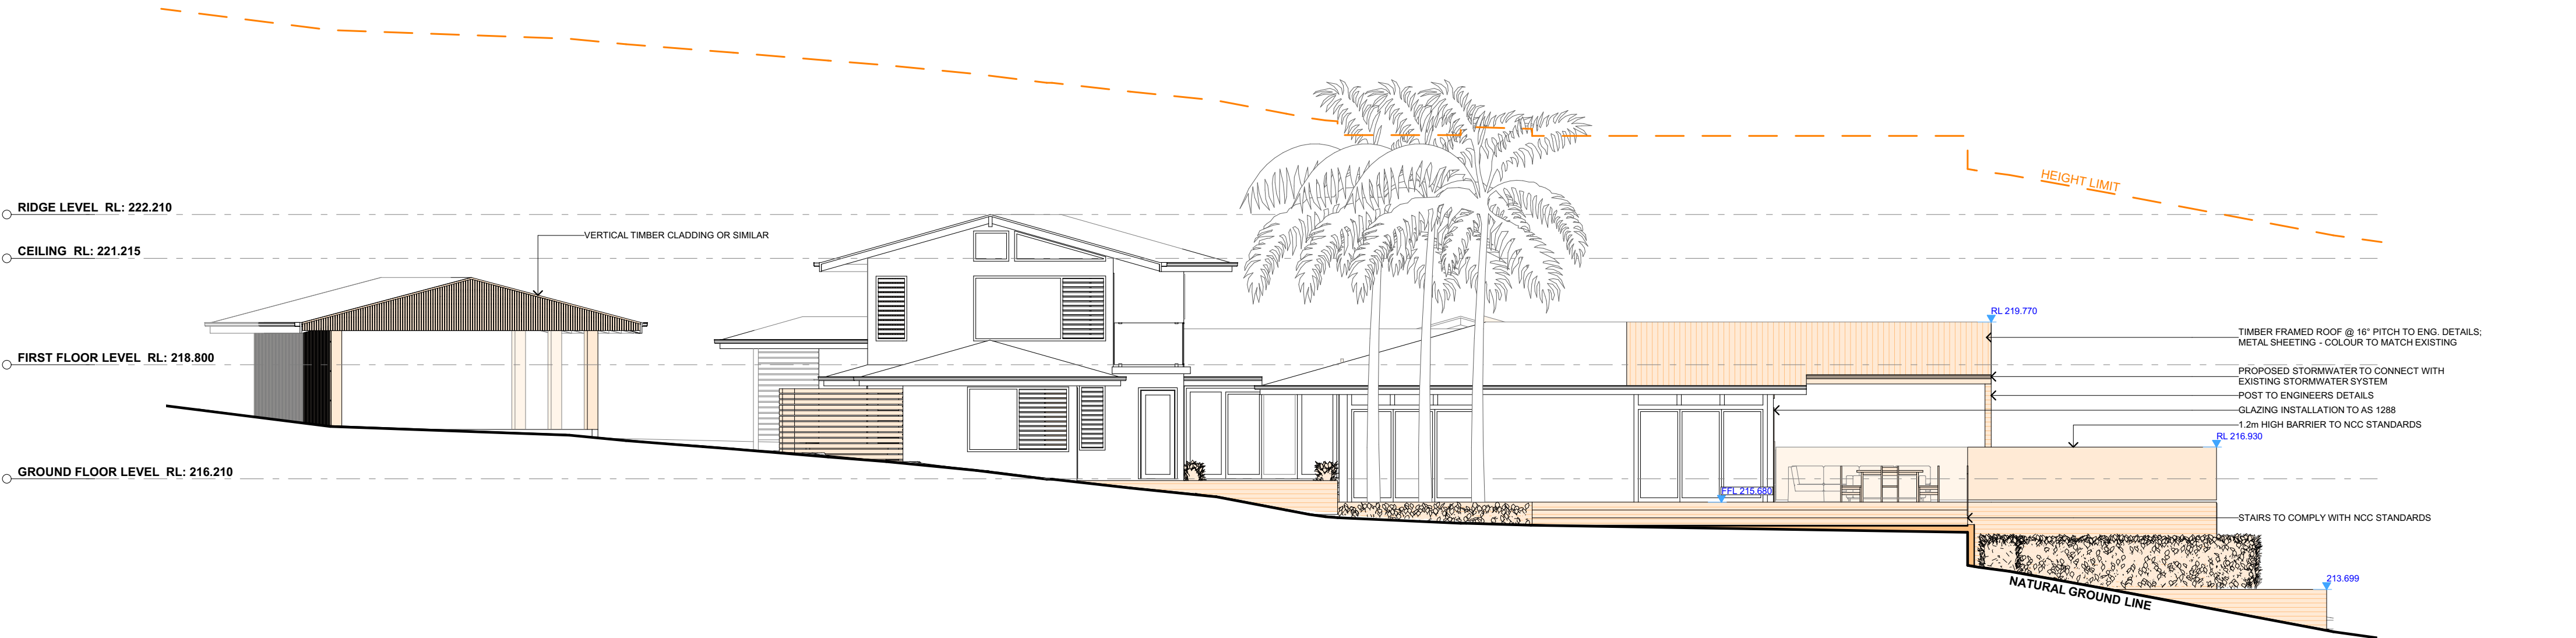 HEIGHT LIMIT
RIDGE LEVEL RL: 222.210
VERTICAL TIMBER CLADDING OR SIMILAR
CEILING RL: 221.215
RL 219.770
TIMBER FRAMED ROOF @ 16° PITCH TO ENG. DETAILS;
METAL SHEETING - COLOUR TO MATCH EXISTING
FIRST FLOOR LEVEL RL: 218.800
PROPOSED STORMWATER TO CONNECT WITH
EXISTING STORMWATER SYSTEM
POST TO ENGINEERS DETAILS
GLAZING INSTALLATION TO AS 1288
1.2m HIGH BARRIER TO NCC STANDARDS
RL 216.930
GROUND FLOOR LEVEL RL: 216.210
FFL 215.680
STAIRS TO COMPLY WITH NCC STANDARDS
213.699
NATURAL GROUND LINE